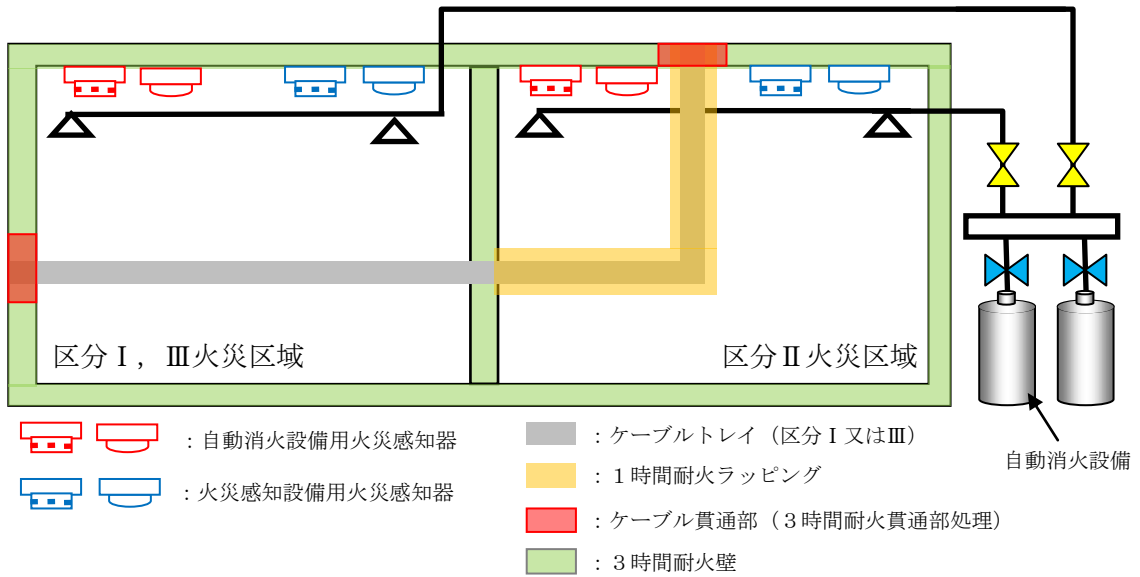 区分Ⅰ,Ⅲ火災区域
区分Ⅱ火災区域
:自動消火設備用火災感知器
:火災感知設備用火災感知器
:ケーブルトレイ(区分Ⅰ又はⅢ)
:1時間耐火ラッピング
:ケーブル貫通部(3時間耐火貫通部処理)
:3時間耐火壁
自動消火設備